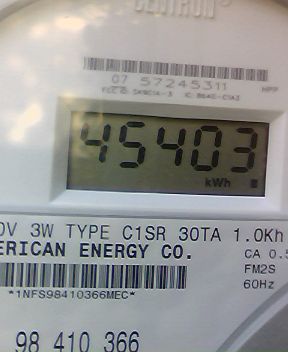 CENTRON
07 57245311
45403
kWh
0V 3W TYPE C1SR 30TA 1.0Kh
ERICAN ENERGY CO.
CA 0.5
FM2S
60Hz
*1NFS98410366MEC*
98 410 366